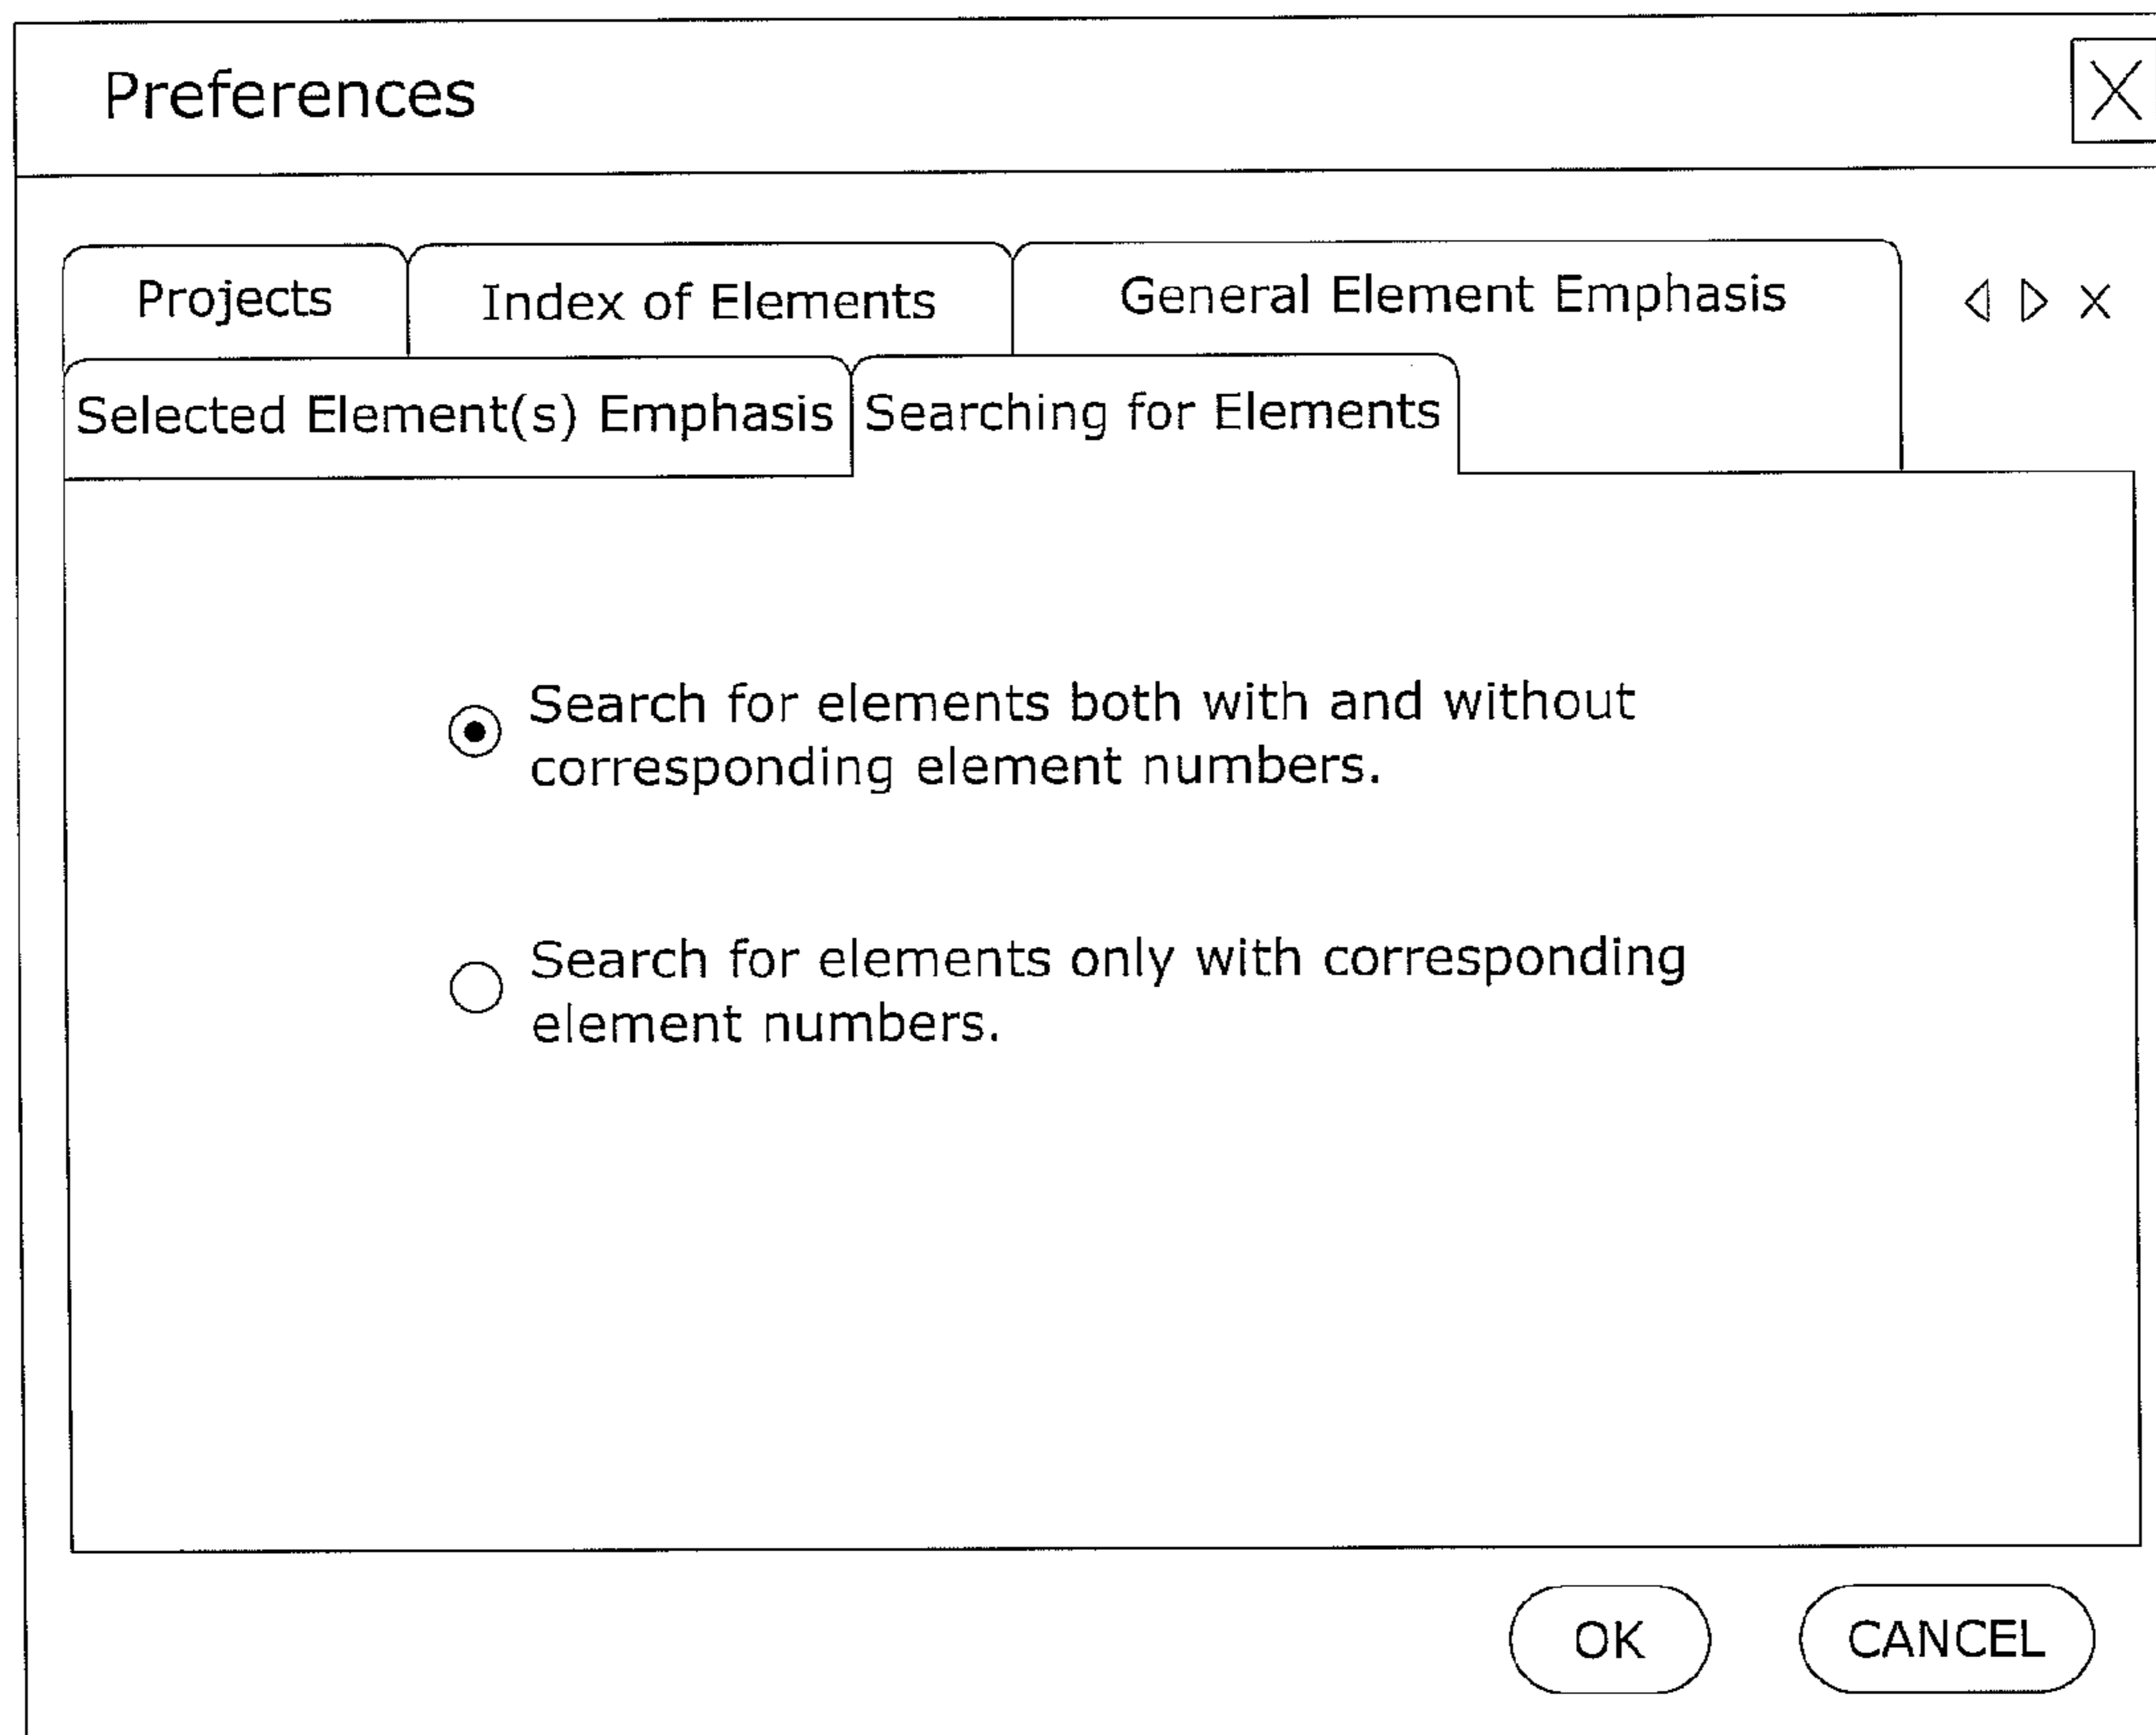 Preferences
Projects
Index of Elements
General Element Emphasis
Selected Element(s) Emphasis
Searching for Elements
Search for elements both with and without
corresponding element numbers.
Search for elements only with corresponding
element numbers.
OK
CANCEL